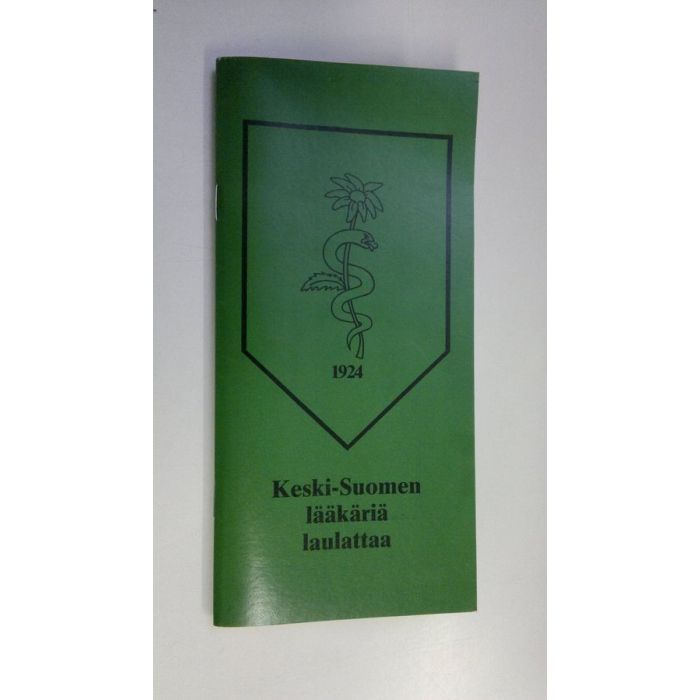 1924
Keski-Suomen
lääkäriä
laulattaa